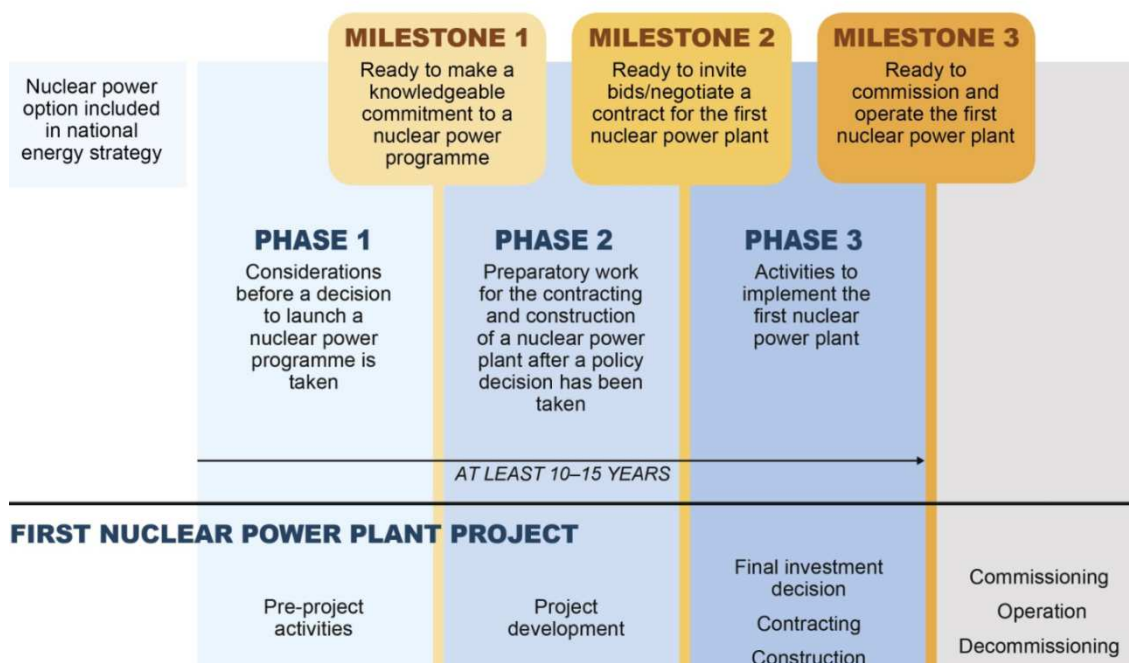 MILESTONE 1
Ready to make a
knowledgeable
commitment to a
nuclear power
programme
MILESTONE 2
Ready to invite
bids/negotiate a
contract for the first
nuclear power plant
MILESTONE 3
Ready to
commission and
operate the first
nuclear power plant
Nuclear power
option included
in national
energy strategy
PHASE 1
Considerations
before a decision
to launch a
nuclear power
programme is
taken
PHASE 2
Preparatory work
for the contracting
and construction
of a nuclear power
plant after a policy
decision has been
taken
PHASE 3
Activities to
implement the
first nuclear
power plant
AT LEAST 10–15 YEARS
FIRST NUCLEAR POWER PLANT PROJECT
Pre-project
activities
Project
development
Final investment
decision
Contracting
Construction
Commissioning
Operation
Decommissioning